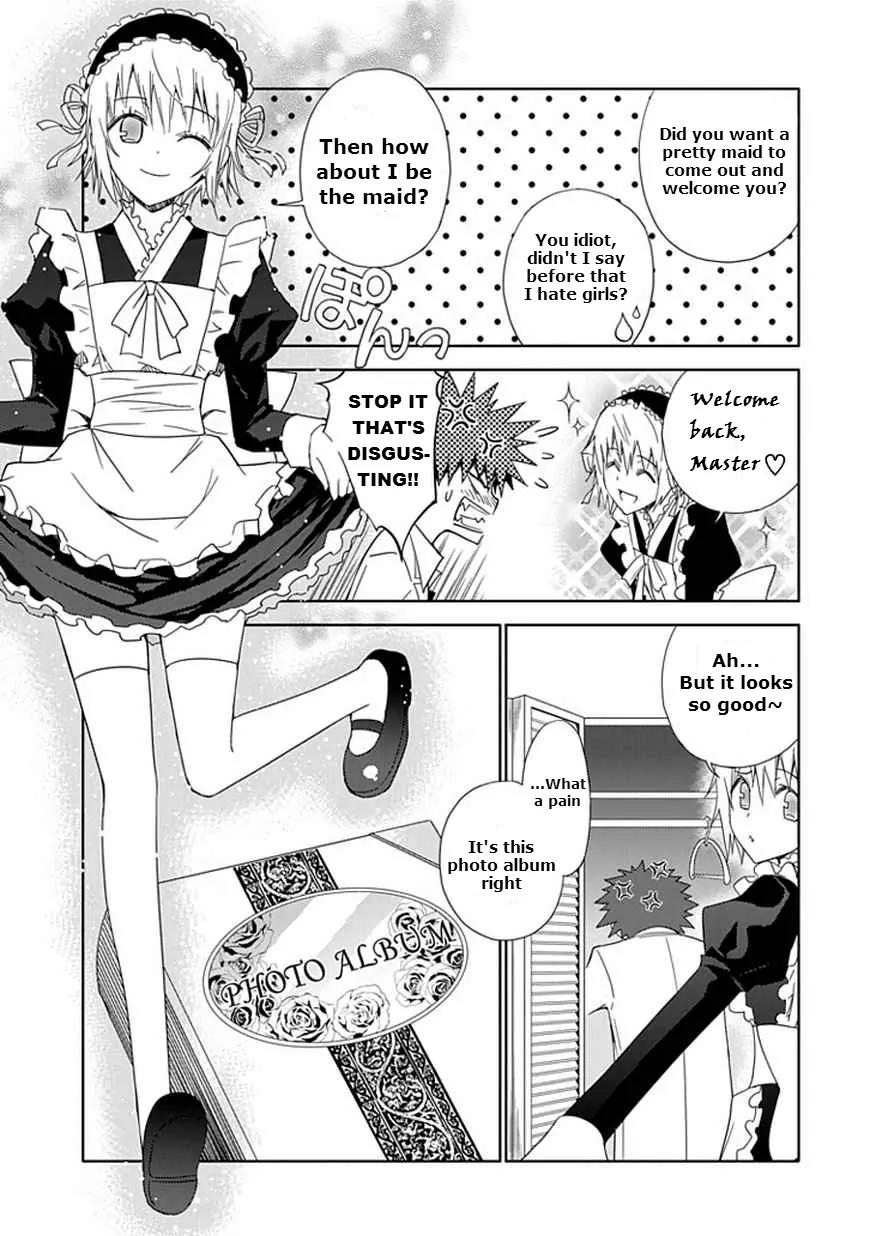 Did you want a
pretty maid to
come out and
welcome you?
You idiot,
didn't I say
before that
I hate girls?
Then how
about I be
the maid?
ぽんっ
Welcome
back,
Master♡
STOP IT
THAT'S
DISGUS-
TING!!
Ah...
But it looks
so good~
...What
a pain
It's this
photo album
right
PHOTO ALBUM